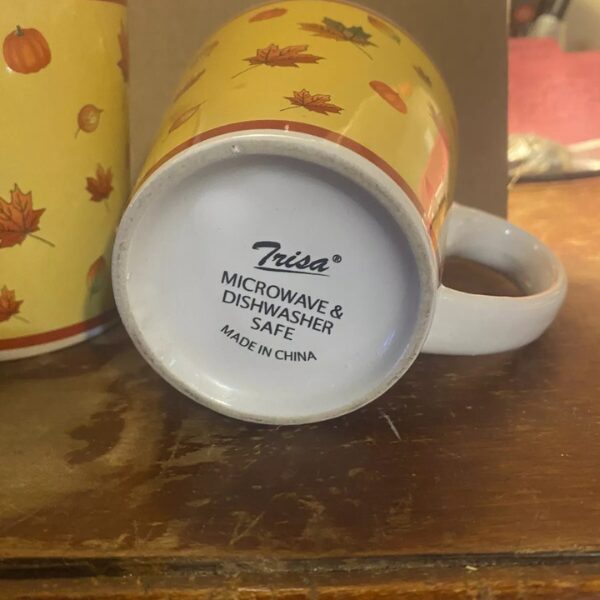 Trisa®
MICROWAVE &
DISHWASHER
SAFE
MADE IN CHINA